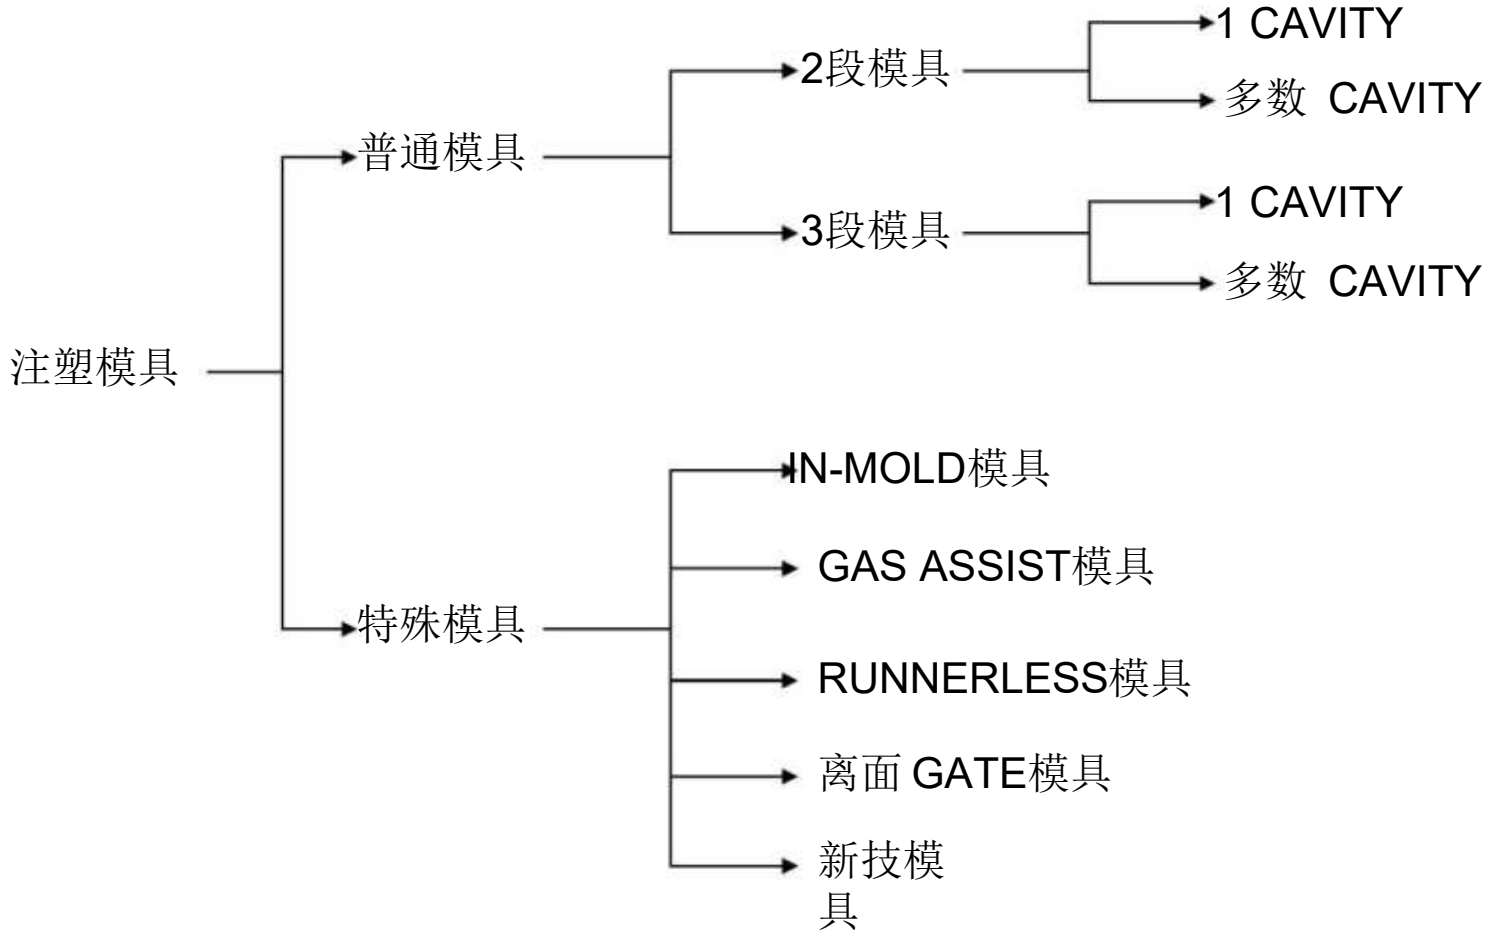 1 CAVITY
2段模具
多数 CAVITY
普通模具
1 CAVITY
3段模具
多数 CAVITY
注塑模具
IN-MOLD模具
GAS ASSIST模具
特殊模具
RUNNERLESS模具
离面 GATE模具
新技模
具